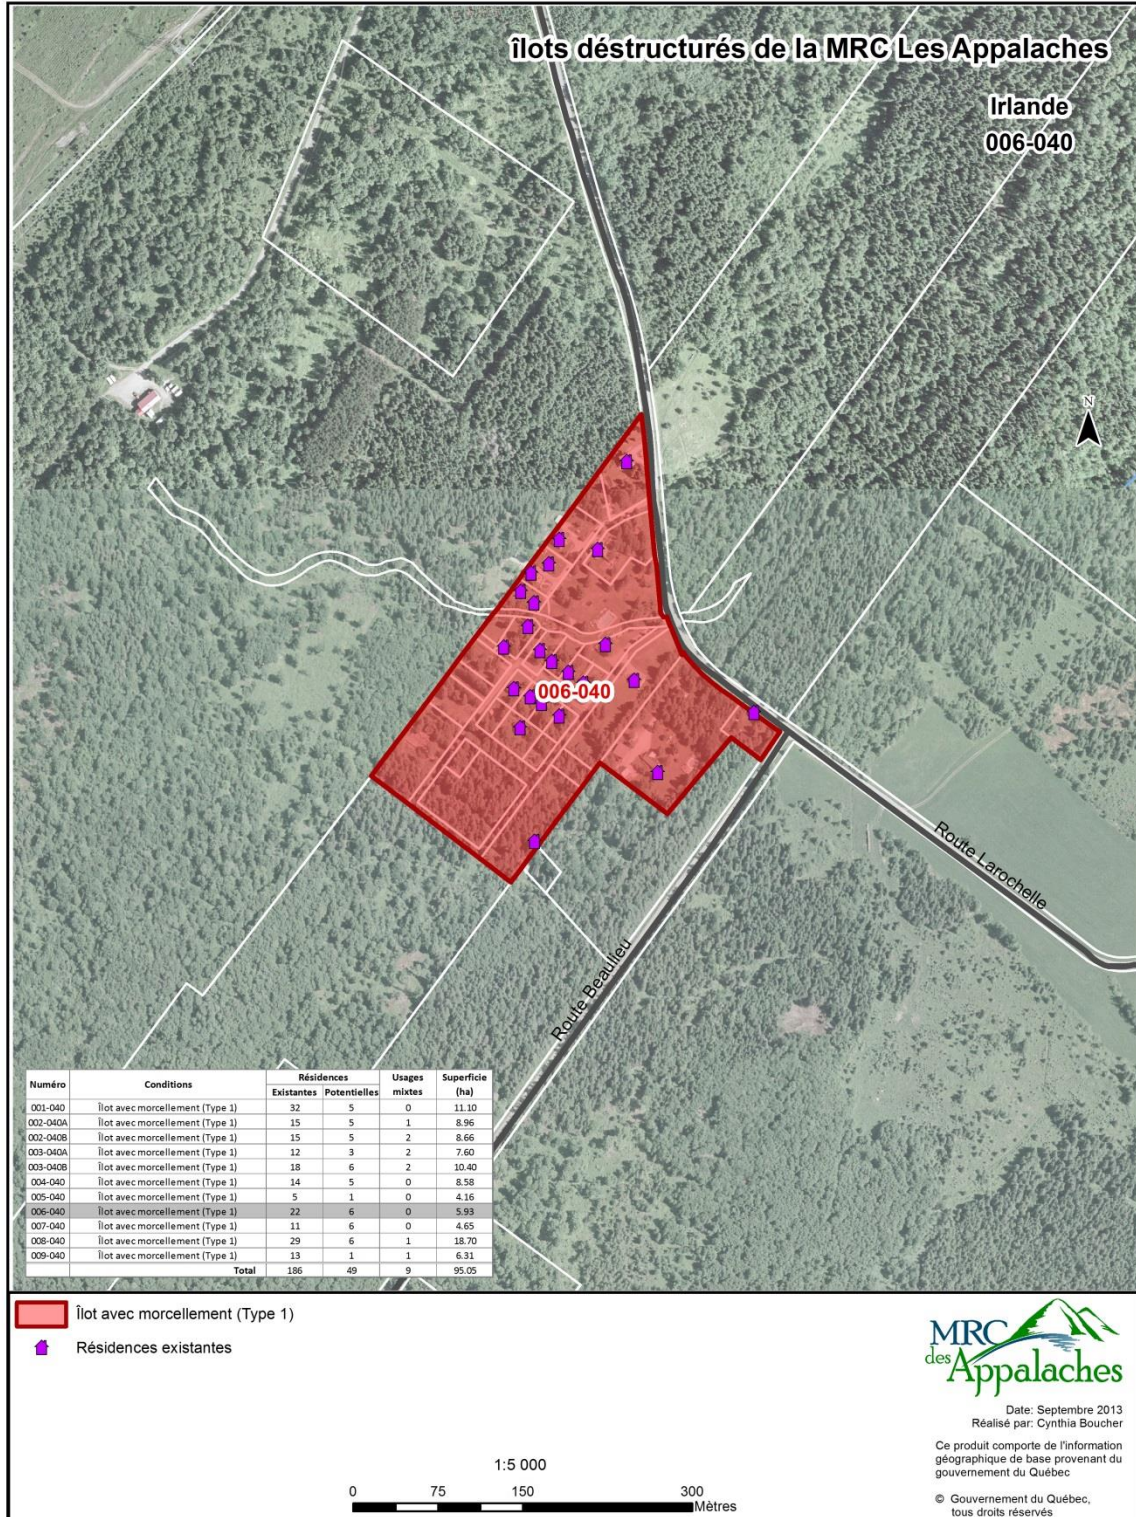 îlots déstructurés de la MRC Les Appalaches
Irlande
006-040
N
006-040
Route Larochelle
Route Beaulieu
Numéro Conditions Résidences Usages mixtes Superficie (ha)
Existantes Potentielles
001-040 Îlot avec morcellement (Type 1) 32 5 0 11.10
002-040A Îlot avec morcellement (Type 1) 15 5 1 8.96
002-040B Îlot avec morcellement (Type 1) 15 5 2 8.66
003-040A Îlot avec morcellement (Type 1) 12 3 2 7.60
003-040B Îlot avec morcellement (Type 1) 18 6 2 10.40
004-040 Îlot avec morcellement (Type 1) 14 5 0 8.58
005-040 Îlot avec morcellement (Type 1) 5 1 0 4.16
006-040 Îlot avec morcellement (Type 1) 22 6 0 5.93
007-040 Îlot avec morcellement (Type 1) 11 6 0 4.65
008-040 Îlot avec morcellement (Type 1) 29 6 1 18.70
009-040 Îlot avec morcellement (Type 1) 13 1 1 6.31
Total 186 49 9 95.05
Îlot avec morcellement (Type 1)
Résidences existantes
MRC
des Appalaches
Date: Septembre 2013
Réalisé par: Cynthia Boucher
Ce produit comporte de l'information
géographique de base provenant du
gouvernement du Québec
© Gouvernement du Québec,
tous droits réservés
1:5 000
0 75 150 300
Mètres